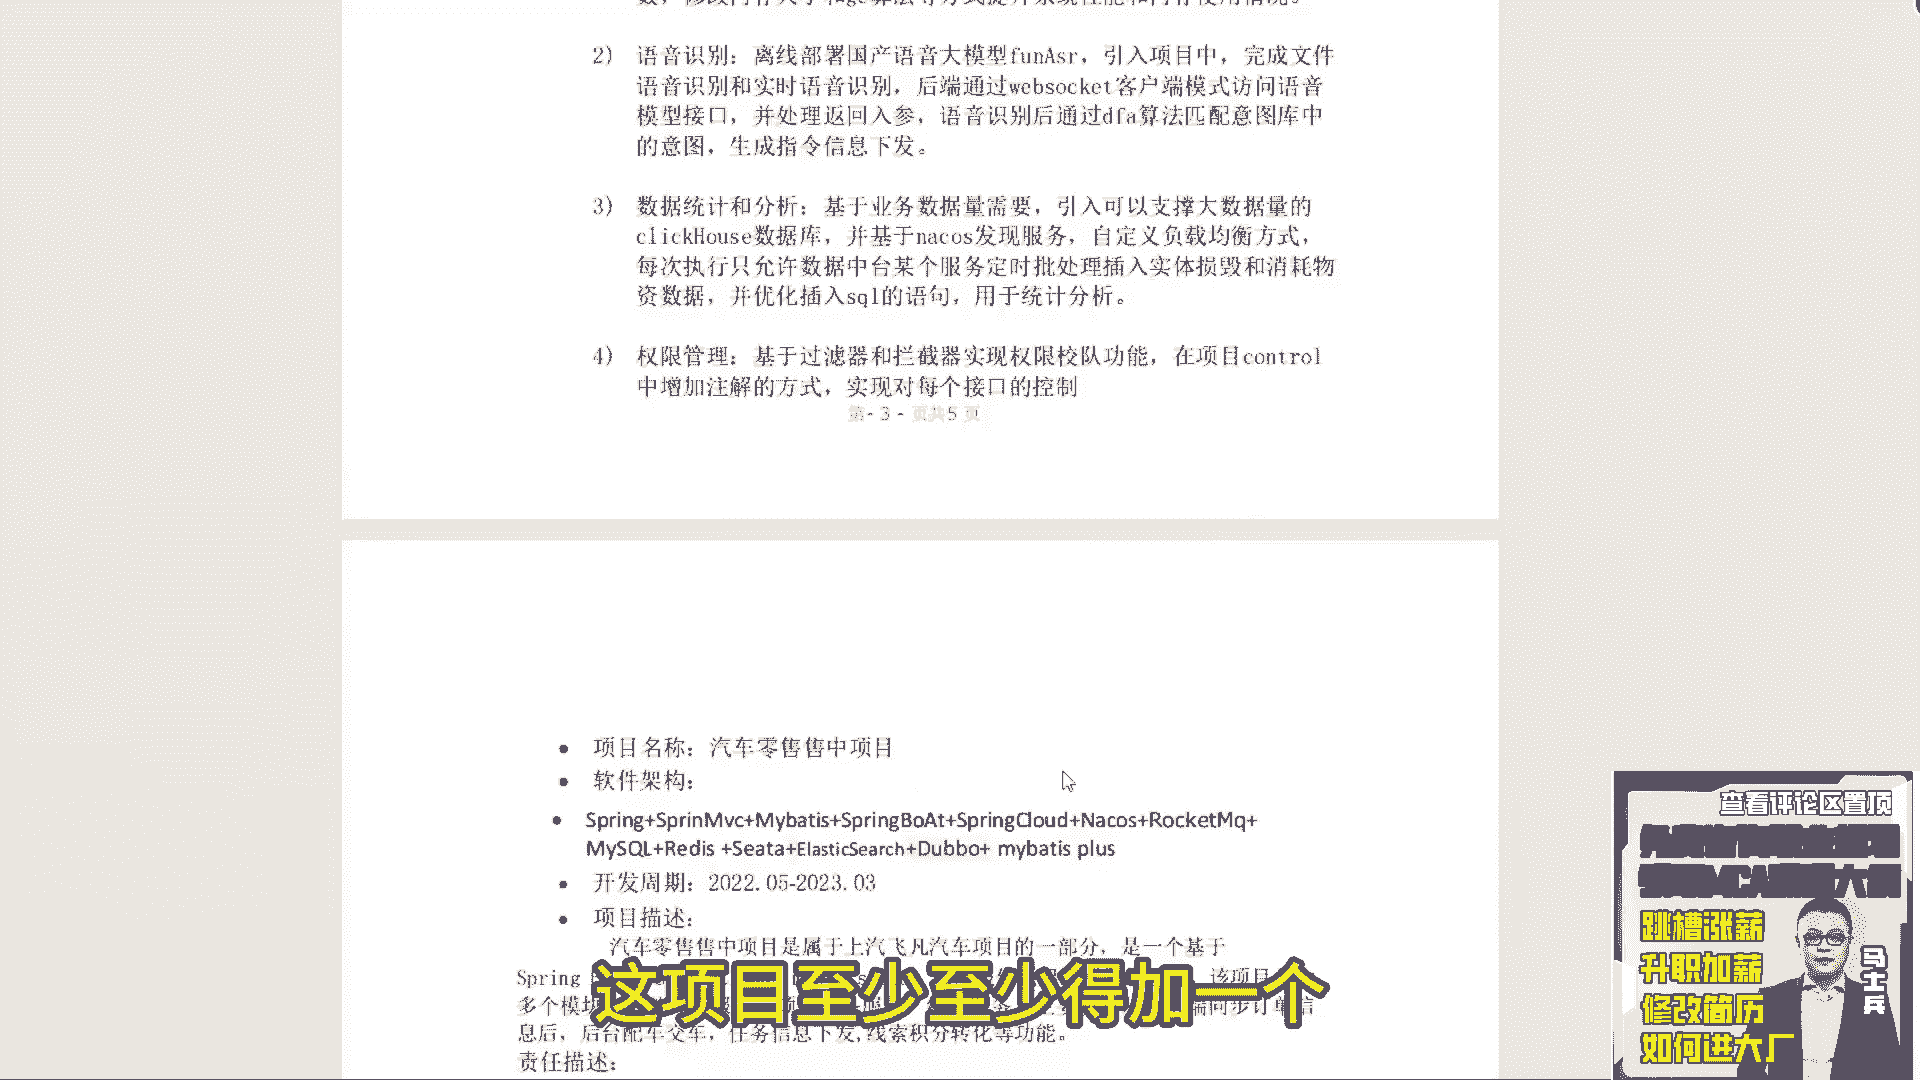 2) 语音识别：离线部署国产语音大模型funAsr，引入项目中，完成文件
语音识别和实时语音识别，后端通过websocket客户端模式访问语音
模型接口，并处理返回入参，语音识别后通过dfa算法匹配意图库中
的意图，生成指令信息下发。
3) 数据统计和分析：基于业务数据量需要，引入可以支撑大数据量的
clickHouse数据库，并基于nacos发现服务，自定义负载均衡方式，
每次执行只允许数据中台某个服务定时批处理插入实体损毁和消耗物
资数据，并优化插入sql的语句，用于统计分析。
4) 权限管理：基于过滤器和拦截器实现权限校队功能，在项目control
中增加注解的方式，实现对每个接口的控制
第- 3 - 页共5 页
• 项目名称：汽车零售售中项目
• 软件架构：
• Spring+SprinMvc+Mybatis+SpringBoAt+SpringCloud+Nacos+RocketMq+
MySQL+Redis +Seata+ElasticSearch+Dubbo+ mybatis plus
• 开发周期：2022.05-2023.03
• 项目描述：
汽车零售售中项目是属于上汽飞凡汽车项目的一部分，是一个基于
Spring 该项目
多个模块
息后，后台配车交车，任务信息下发,线索积分转化等功能。
责任描述：
这项目至少至少得加一个
查看评论区置顶
跳槽涨薪
升职加薪
修改简历
如何进大厂
马士兵